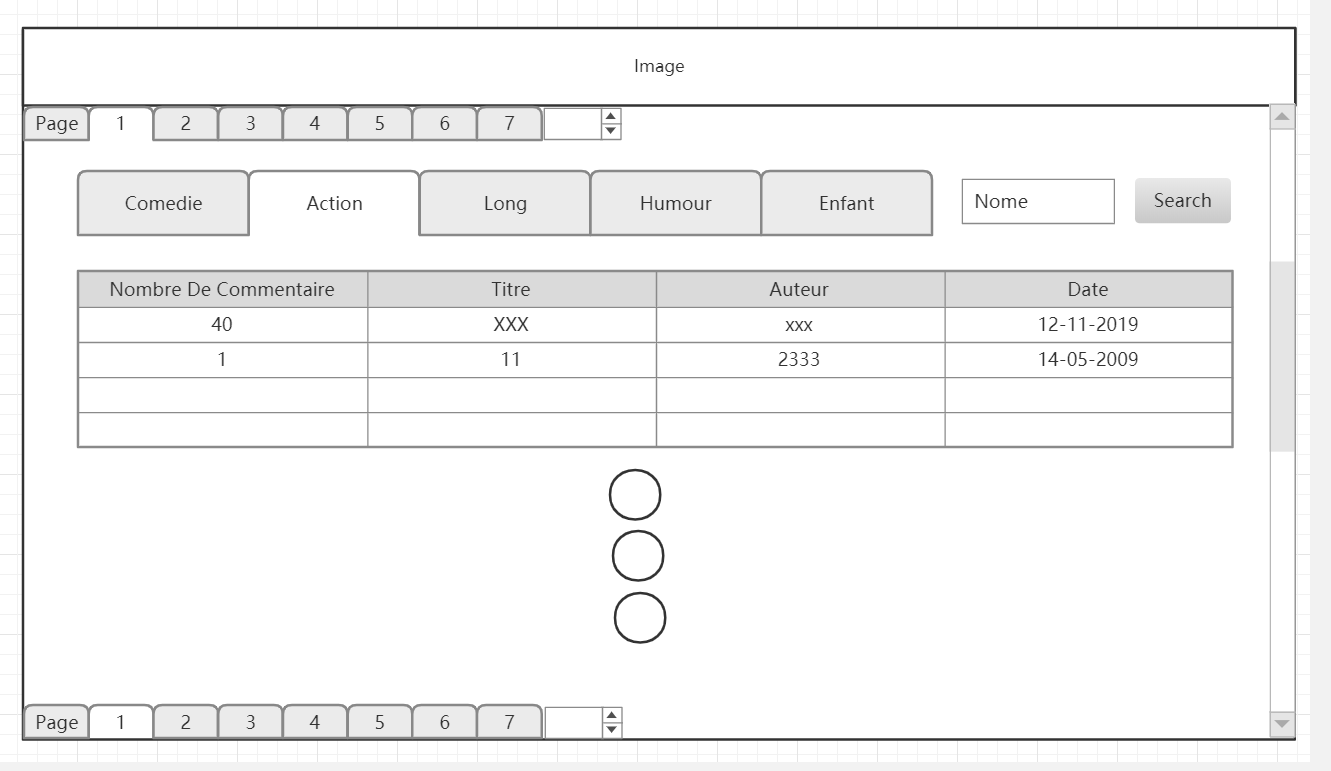 Image
Page 1 2 3 4 5 6 7
Comedie Action Long Humour Enfant Nome Search
Nombre De Commentaire Titre Auteur Date
40 XXX xxx 12-11-2019
1 11 2333 14-05-2009
Page 1 2 3 4 5 6 7